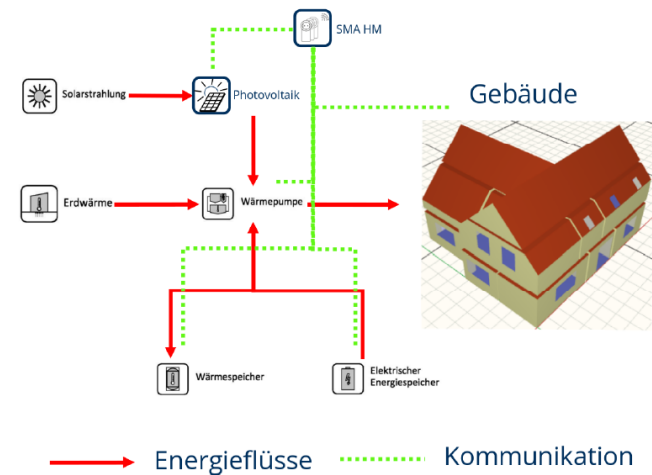 SMA HM
Solarstrahlung
Photovoltaik
Gebäude
Erdwärme
Wärmepumpe
Wärmespeicher
Elektrischer
Energiespeicher
Energieflüsse
Kommunikation